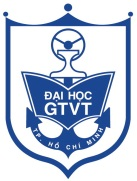 ĐẠI HỌC
GTVT
TP. HỒ CHÍ MINH